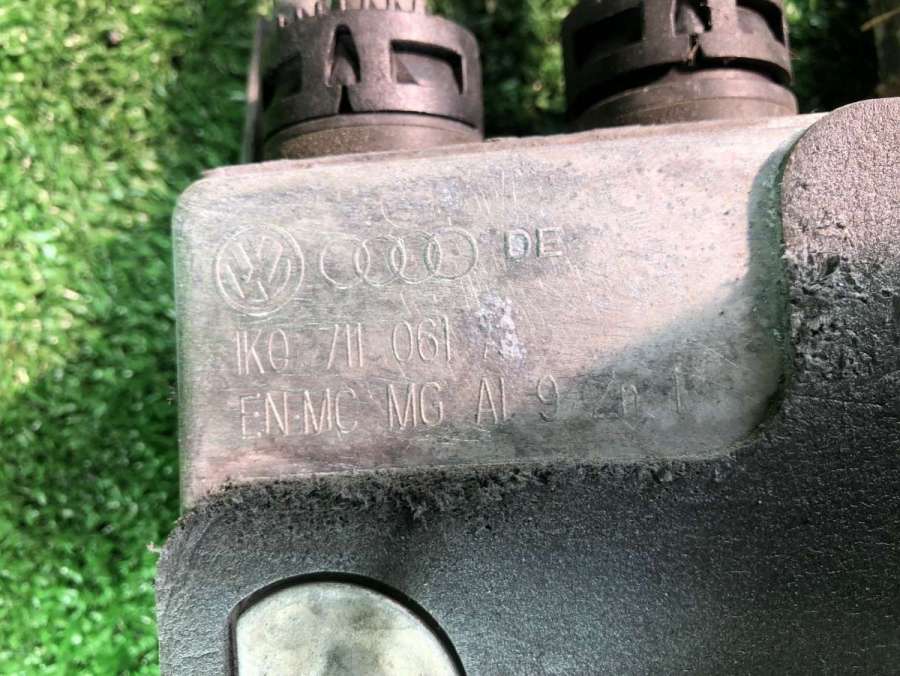 DE
1K0 711 061 A
EN-MC MG Al 9 Zn 1